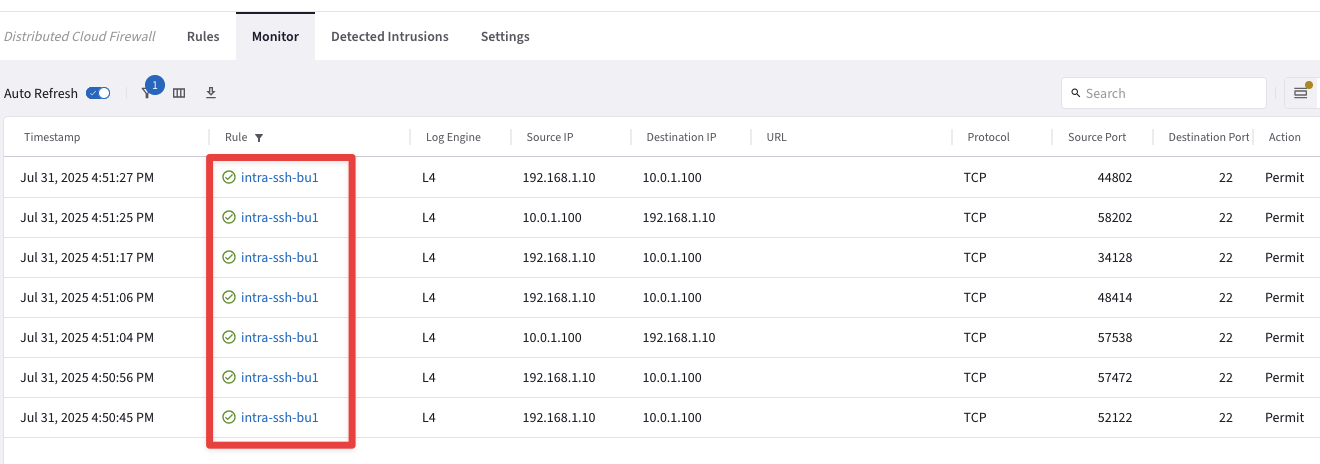 Distributed Cloud Firewall Rules Monitor Detected Intrusions Settings
Auto Refresh 1 Search
Timestamp Rule Log Engine Source IP Destination IP URL Protocol Source Port Destination Port Action
Jul 31, 2025 4:51:27 PM intra-ssh-bu1 L4 192.168.1.10 10.0.1.100 TCP 44802 22 Permit
Jul 31, 2025 4:51:25 PM intra-ssh-bu1 L4 10.0.1.100 192.168.1.10 TCP 58202 22 Permit
Jul 31, 2025 4:51:17 PM intra-ssh-bu1 L4 192.168.1.10 10.0.1.100 TCP 34128 22 Permit
Jul 31, 2025 4:51:06 PM intra-ssh-bu1 L4 192.168.1.10 10.0.1.100 TCP 48414 22 Permit
Jul 31, 2025 4:51:04 PM intra-ssh-bu1 L4 10.0.1.100 192.168.1.10 TCP 57538 22 Permit
Jul 31, 2025 4:50:56 PM intra-ssh-bu1 L4 192.168.1.10 10.0.1.100 TCP 57472 22 Permit
Jul 31, 2025 4:50:45 PM intra-ssh-bu1 L4 192.168.1.10 10.0.1.100 TCP 52122 22 Permit